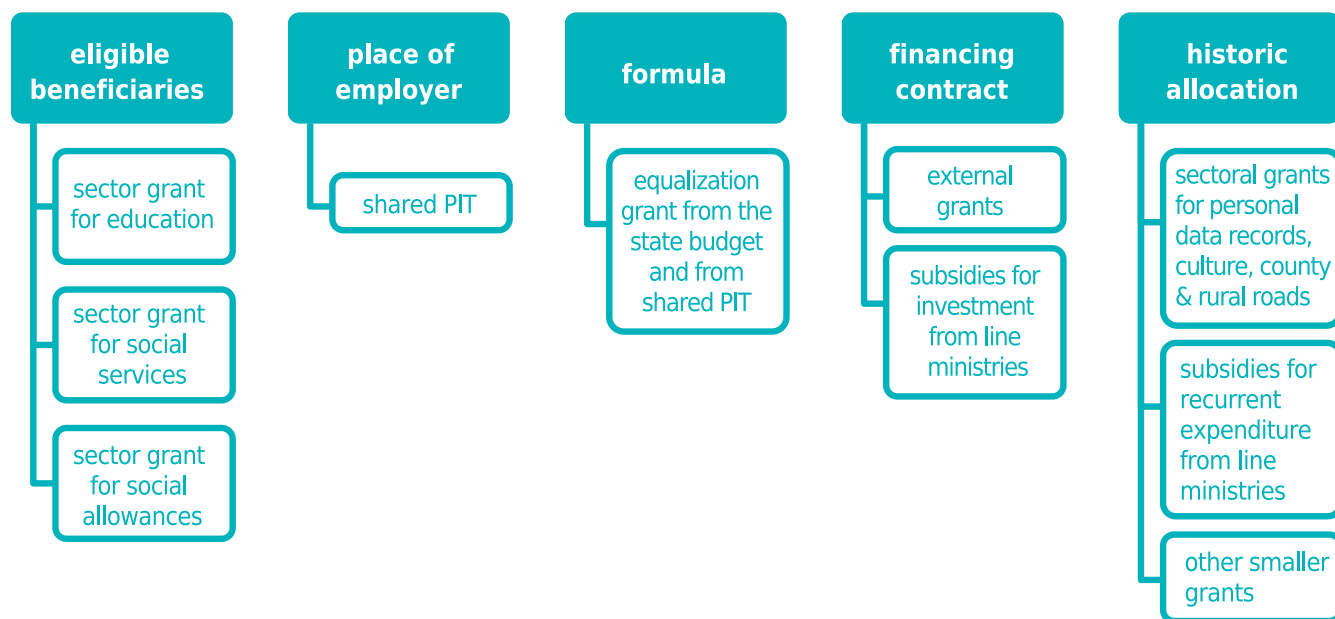 eligible
beneficiaries
sector grant
for education
sector grant
for social
services
sector grant
for social
allowances
place of
employer
shared PIT
formula
equalization
grant from the
state budget
and from
shared PIT
financing
contract
external
grants
subsidies for
investment
from line
ministries
historic
allocation
sectoral grants
for personal
data records,
culture, county
& rural roads
subsidies for
recurrent
expenditure
from line
ministries
other smaller
grants